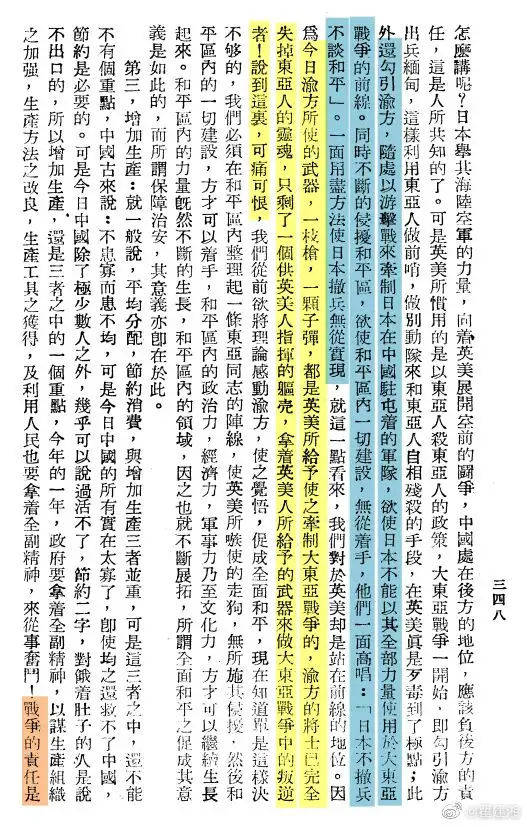 三四八
怎麽講呢？日本舉其海陸空軍的力量，向着英美展開空前的鬪爭，中國處在後方的地位，應該負後方的責
任，這是人所共知的了。可是英美所慣用的是以東亞人殺東亞人的政策，大東亞戰爭一開始，即勾引渝方，
出兵緬甸，這樣利用東亞人做前哨，做別動隊來和東亞人自相殘殺的手段，在英美眞是歹毒到了極點；此
外還勾引渝方，隨處以游擊戰來牽制日本在中國駐屯着的軍隊，欲使日本不能以其全部力量使用於大東亞
戰爭的前線。同時不斷的侵擾和平區，欲使和平區內一切建設，無從着手，他們一面高唱：「日本不撤兵
不談和平」。一面用盡方法使日本撤兵無從實現，就這一點看來，我們對於英美却是站在前線的地位。因
爲今日渝方所使的武器，一枝槍，一顆子彈，都是英美所給予使之牽制大東亞戰爭的，渝方的將士已完全
失掉東亞人的靈魂，只剩了一個供英美人指揮的軀壳，拿着英美人所給予的武器來做大東亞戰爭中的叛逆
者！說到這裏，可痛可恨，我們從前欲將理論感動渝方，使之覺悟，促成全面和平，現在知道單是這樣決
不够的，我們必須在和平區內整理起一條東亞同志的陣線，使英美所嗾使的走狗，無所施其侵擾，然後和
平區內的一切建設，方才可以着手，和平區內的政治力，經濟力，軍事力乃至文化力，方才可以繼續生長
起來。和平區內的力量旣然不斷的生長，和平區內的領域，因之也就不斷展拓，所謂全面和平之促成其意
義是如此的，而所謂保障治安，其意義亦卽在於此。
第三，增加生產：就一般說，平均分配，節約消費，與增加生產三者並重，可是這三者之中，還不能
不有個重點，中國古來說：不患寡而患不均，可是今日中國的所有實在太寡了，卽使均之還救不了中國，
節約是必要的。可是今日中國除了極少數人之外，幾乎可以說過活不了，節約二字，對餓着肚子的人是說
不出口的，所以增加生產，還是三者之中的一個重點，今年的一年，政府要拿着全副精神，以謀生產組織
之加強，生產方法之改良，生產工具之獲得，及利用人民也要拿着全副精神，來從事奮鬥！戰爭的責任是